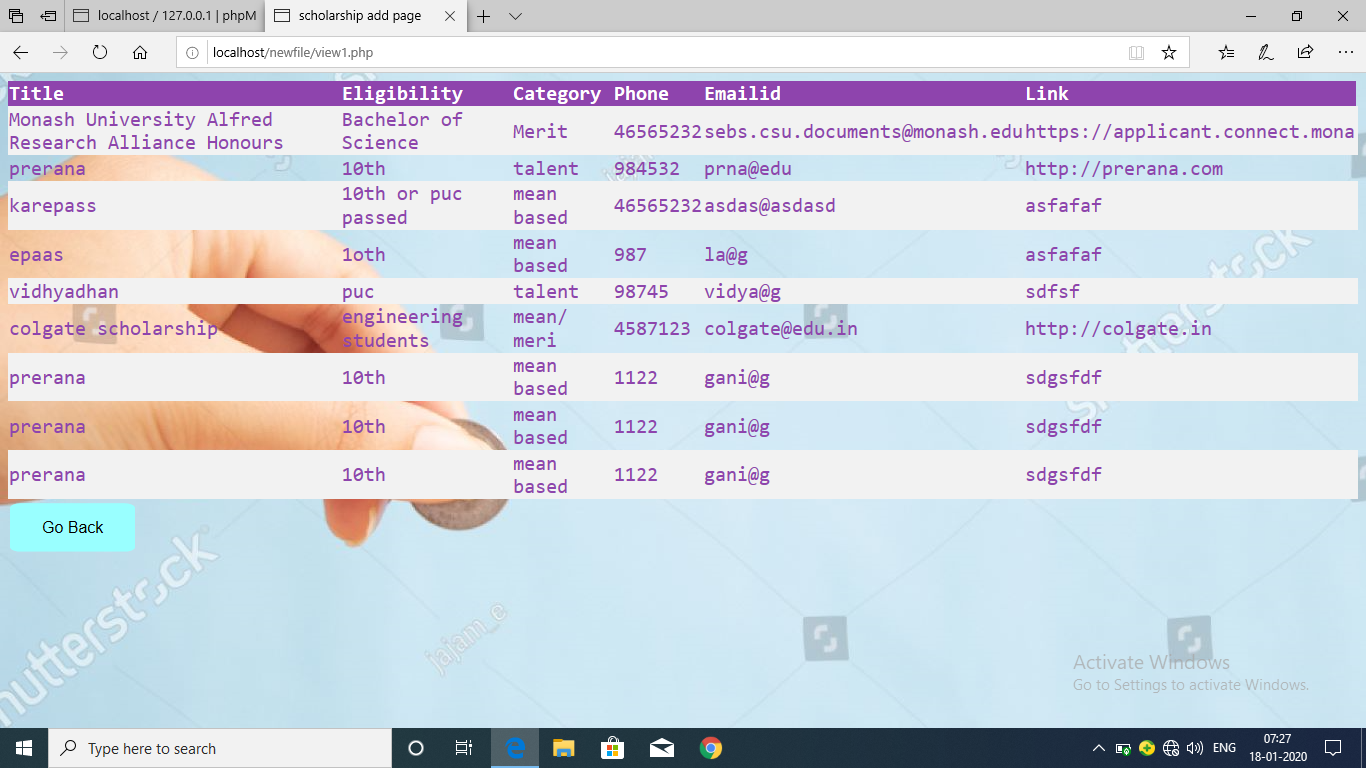 localhost / 127.0.0.1 | phpM
scholarship add page
localhost/newfile/view1.php
Title Eligibility Category Phone Emailid Link
Monash University Alfred Research Alliance Honours Bachelor of Science Merit 46565232 sebs.csu.documents@monash.edu https://applicant.connect.mona
prerana 10th talent 984532 prna@edu http://prerana.com
karepass 10th or puc passed mean based 46565232 asdas@asdasd asfafaf
epaas 1oth mean based 987 la@g asfafaf
vidhyadhan puc talent 98745 vidya@g sdfsf
colgate scholarship engineering students mean/ meri 4587123 colgate@edu.in http://colgate.in
prerana 10th mean based 1122 gani@g sdgsfdf
prerana 10th mean based 1122 gani@g sdgsfdf
prerana 10th mean based 1122 gani@g sdgsfdf
Go Back
shutterstock
jajam_e
Activate Windows
Go to Settings to activate Windows.
Type here to search
ENG
07:27
18-01-2020